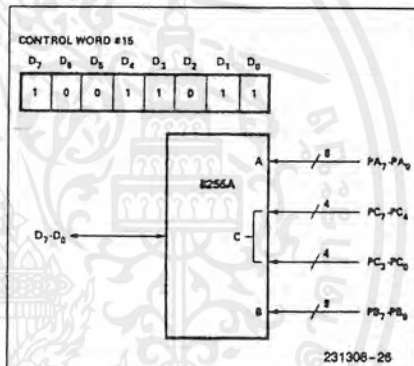 CONTROL WORD #15
D7 D6 D5 D4 D3 D2 D1 D0
1 0 0 1 1 0 1 1
8255A
A 8 PA7-PA0
C 4 PC7-PC4
D7-D0
4 PC3-PC0
B 8 PB7-PB0
231308-26